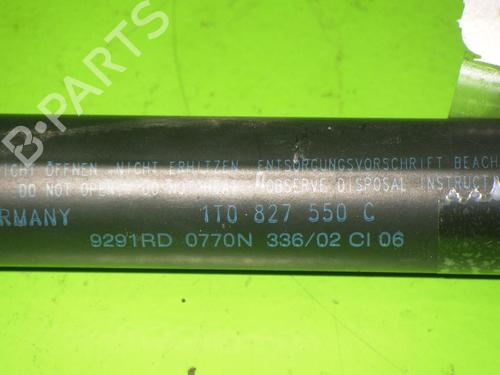 B-Parts
NICHT ÖFFNEN NICHT ERHITZEN ENTSORGUNGSVORSCHRIFT BEACH
DO NOT OPEN DO NOT HEAT OBSERVE DISPOSAL INSTRUCT
ERMANY 1T0 827 550 C
9291RD 0770N 336/02 CI 06